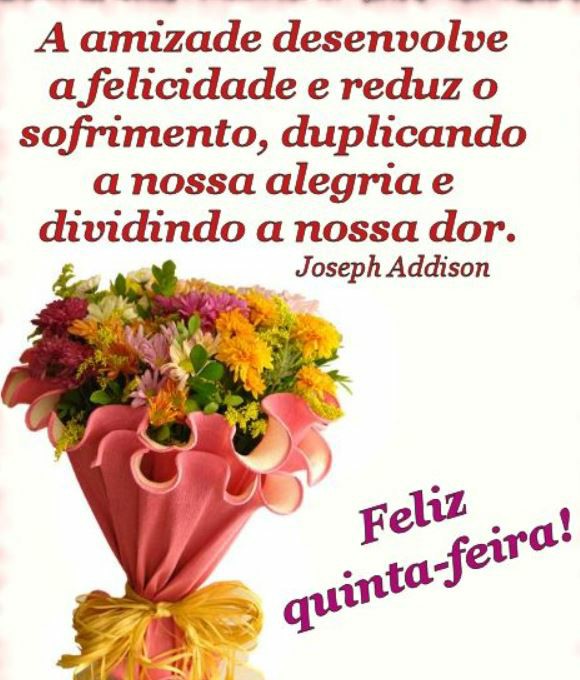 A amizade desenvolve
a felicidade e reduz o
sofrimento, duplicando
a nossa alegria e
dividindo a nossa dor.
Joseph Addison
Feliz
quinta-feira!